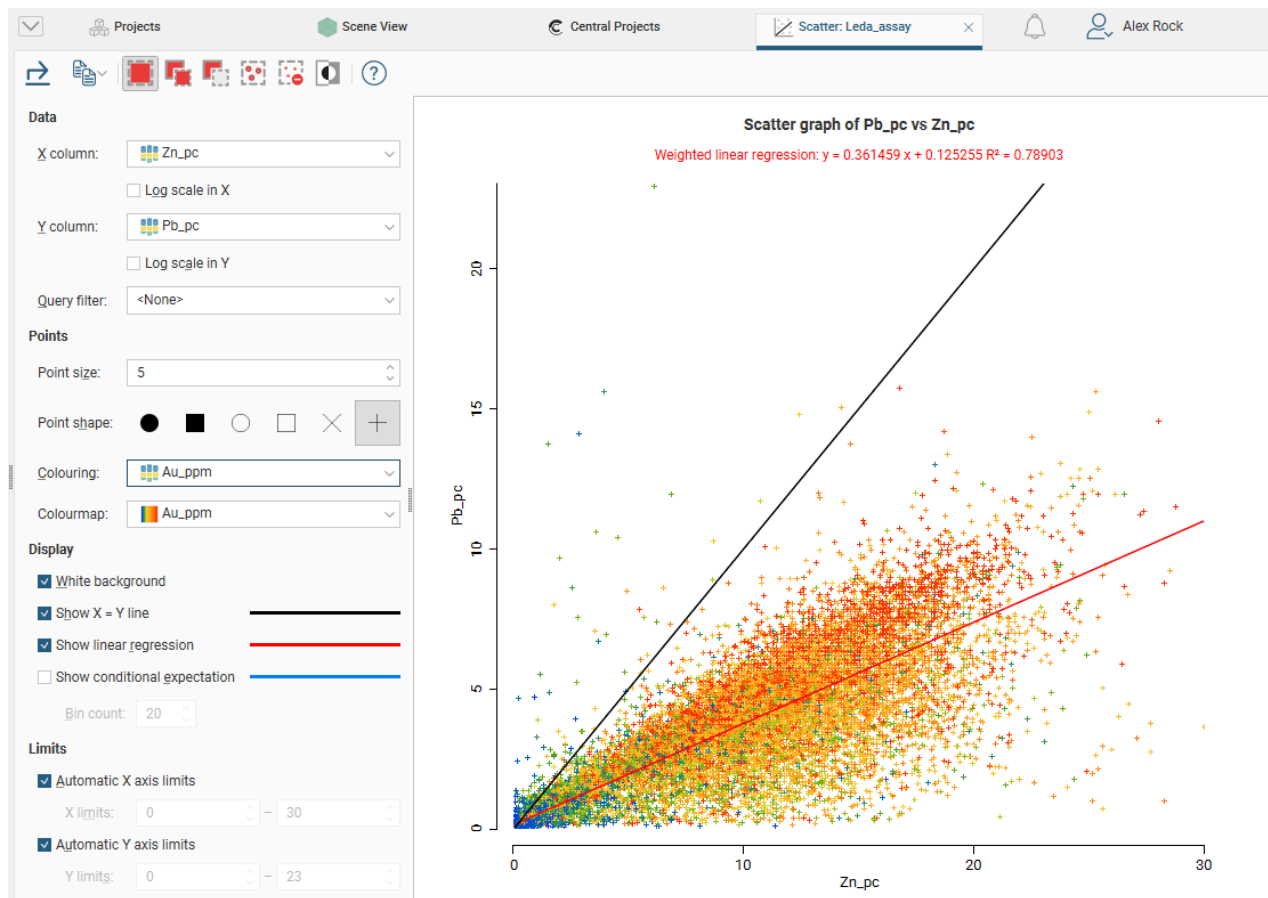 Projects
Scene View
Central Projects
Scatter: Leda_assay
Alex Rock
?
Data
X column: Zn_pc
Log scale in X
Y column: Pb_pc
Log scale in Y
Query filter: <None>
Points
Point size: 5
Point shape:
Colouring: Au_ppm
Colourmap: Au_ppm
Display
White background
Show X = Y line
Show linear regression
Show conditional expectation
Bin count: 20
Limits
Automatic X axis limits
X limits: 0 – 30
Automatic Y axis limits
Y limits: 0 – 23
Scatter graph of Pb_pc vs Zn_pc
Weighted linear regression: y = 0.361459 x + 0.125255 R² = 0.78903
20
15
10
5
0
Pb_pc
0 10 20 30
Zn_pc